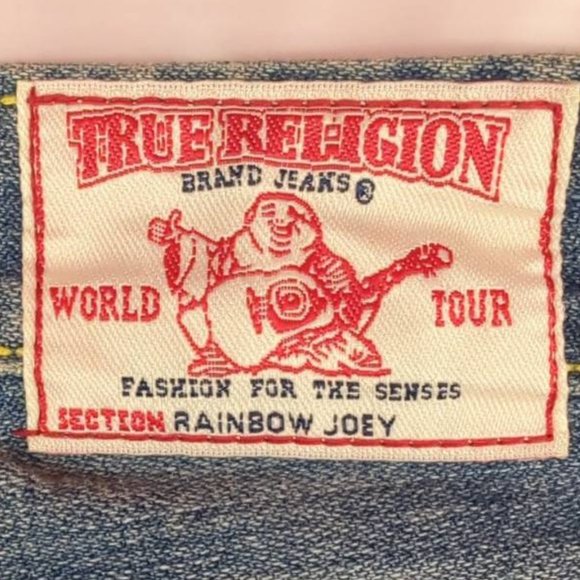 TRUE RELIGION
BRAND JEANS®
WORLD TOUR
FASHION FOR THE SENSES
SECTION RAINBOW JOEY